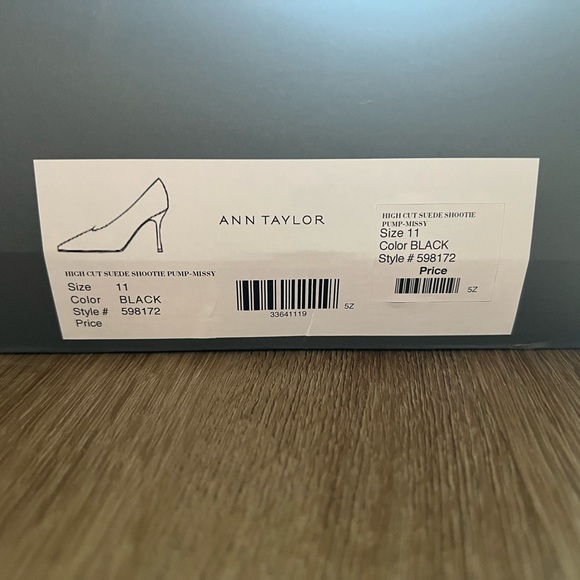 ANN TAYLOR
HIGH CUT SUEDE SHOOTIE PUMP-MISSY
Size 11
Color BLACK
Style # 598172
Price
33641119
5Z
HIGH CUT SUEDE SHOOTIE
PUMP-MISSY
Size 11
Color BLACK
Style # 598172
Price
5Z